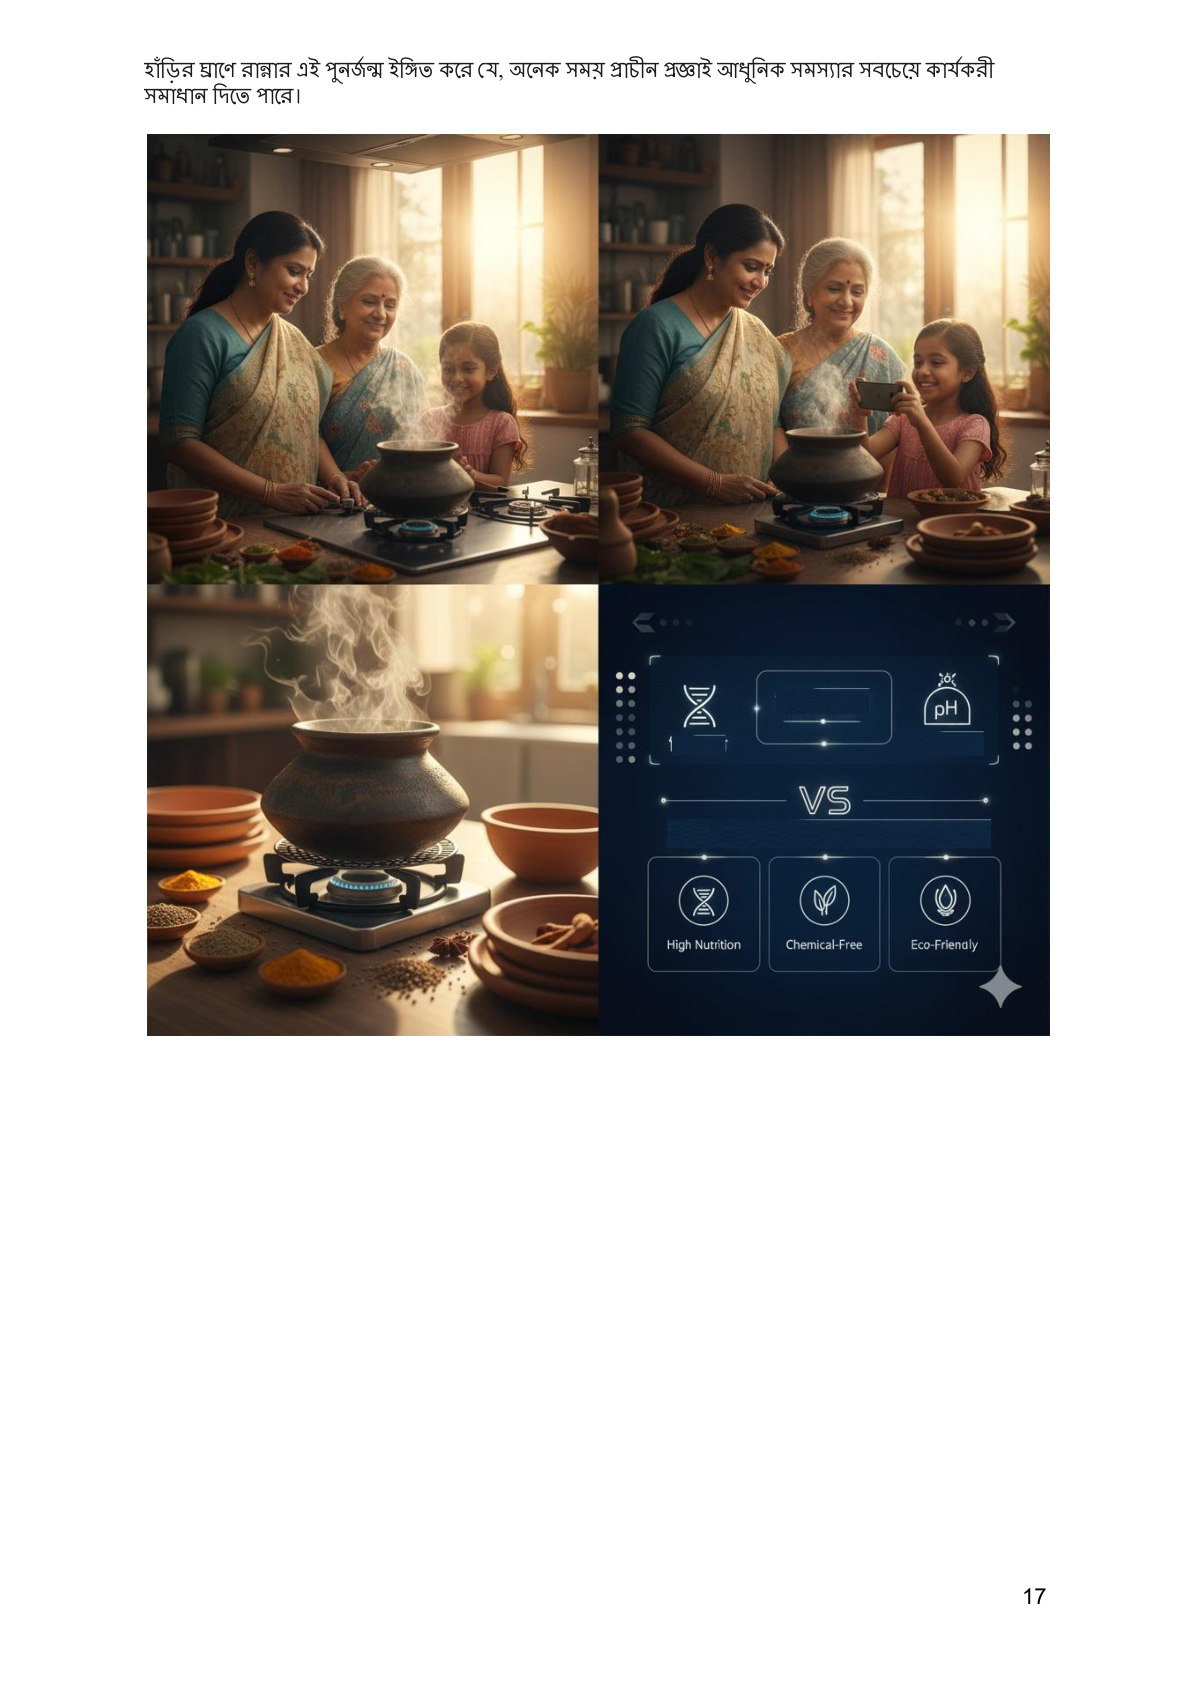 হাঁড়ির ঘ্রাণে রান্নার এই পুনর্জন্ম ইঙ্গিত করে যে, অনেক সময় প্রাচীন প্রজ্ঞাই আধুনিক সমস্যার সবচেয়ে কার্যকরী
সমাধান দিতে পারে।
pH
VS
High Nutrition Chemical-Free Eco-Friendly
17